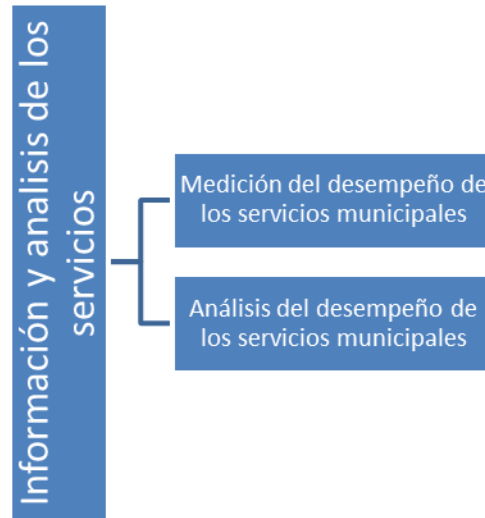 Información y analisis de los
servicios
Medición del desempeño de
los servicios municipales
Análisis del desempeño de
los servicios municipales